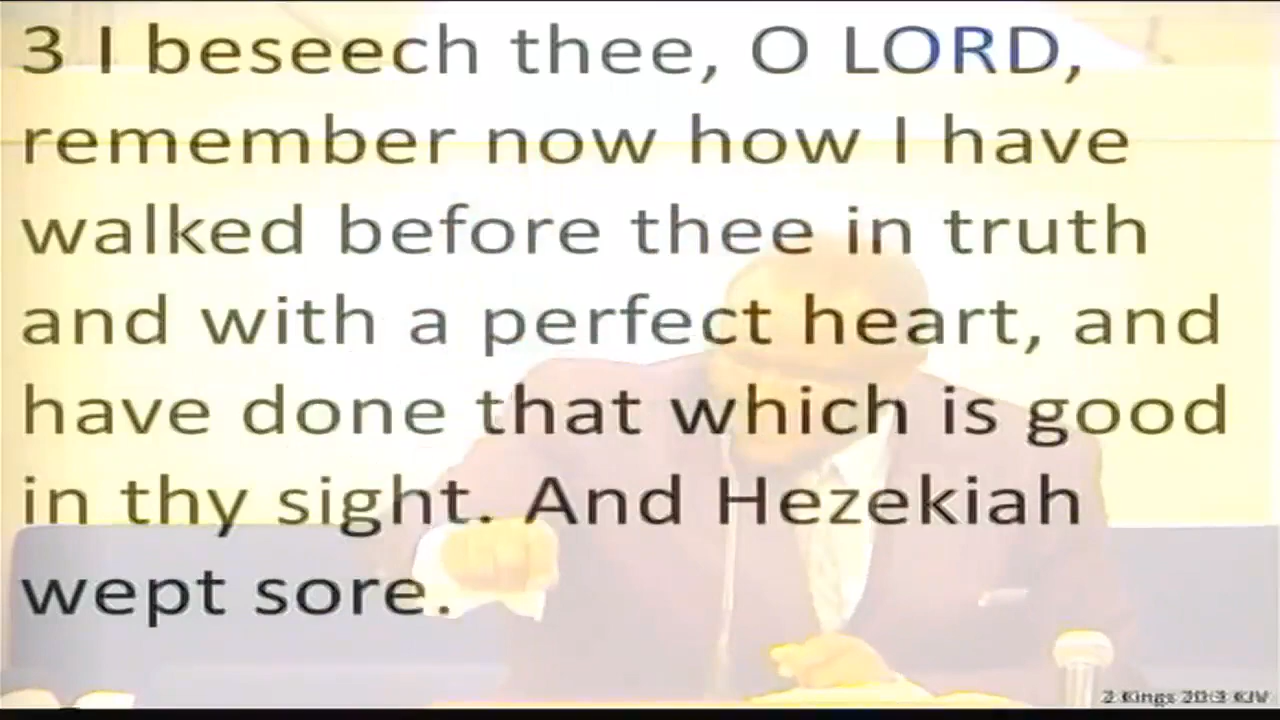 3 I beseech thee, O LORD,
remember now how I have
walked before thee in truth
and with a perfect heart, and
have done that which is good
in thy sight. And Hezekiah
wept sore.
2 Kings 20:3 KJV